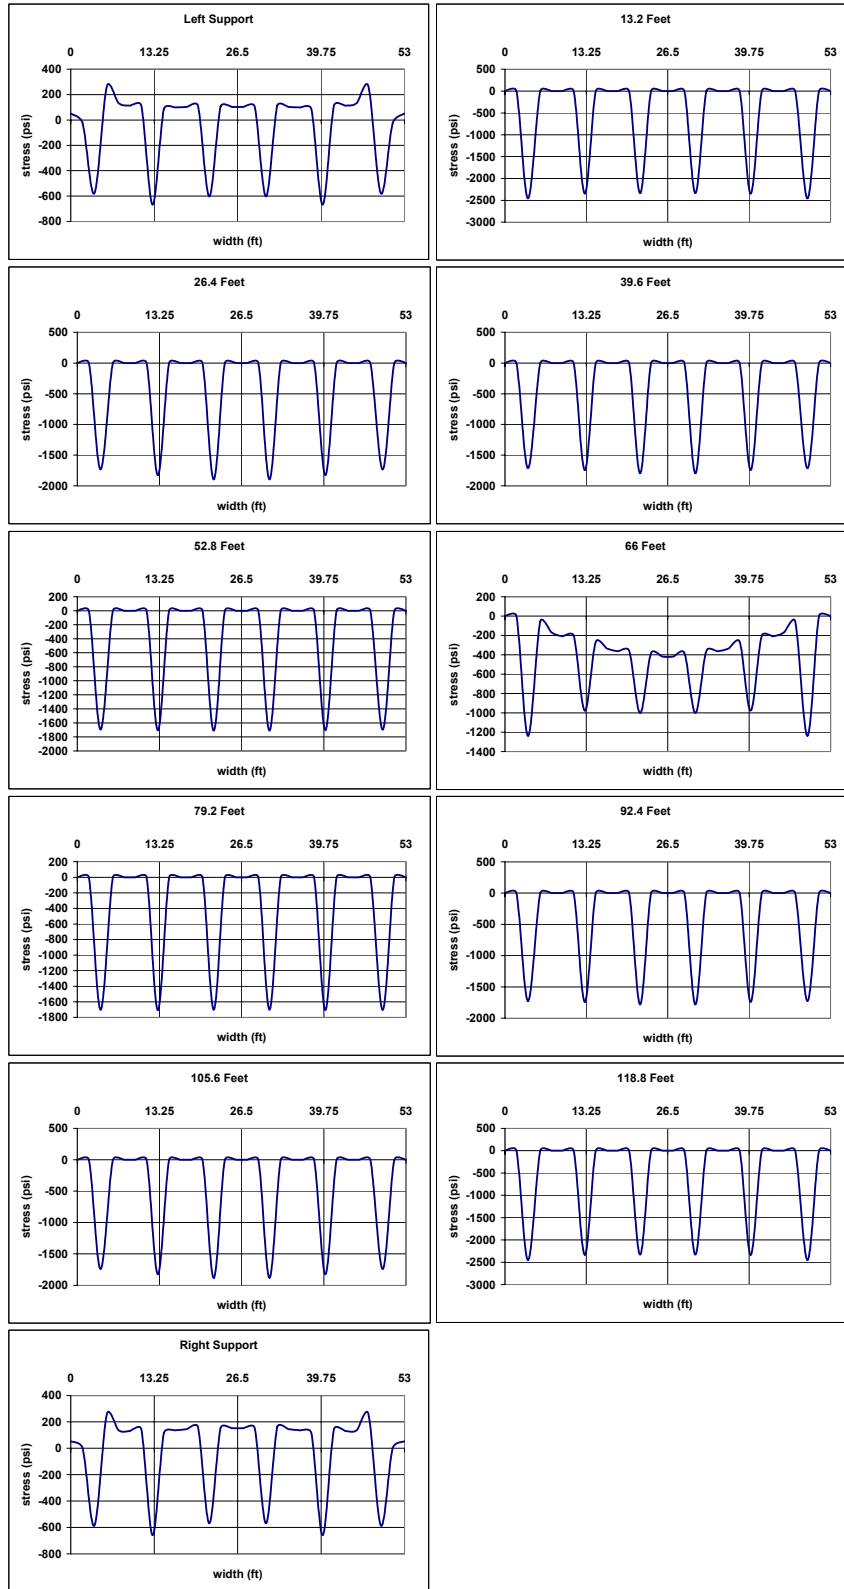 Left Support
0 13.25 26.5 39.75 53
400
200
0
-200
-400
-600
-800
stress (psi)
width (ft)
13.2 Feet
0 13.25 26.5 39.75 53
500
0
-500
-1000
-1500
-2000
-2500
-3000
stress (psi)
width (ft)
26.4 Feet
0 13.25 26.5 39.75 53
500
0
-500
-1000
-1500
-2000
stress (psi)
width (ft)
39.6 Feet
0 13.25 26.5 39.75 53
500
0
-500
-1000
-1500
-2000
stress (psi)
width (ft)
52.8 Feet
0 13.25 26.5 39.75 53
200
0
-200
-400
-600
-800
-1000
-1200
-1400
-1600
-1800
-2000
stress (psi)
width (ft)
66 Feet
0 13.25 26.5 39.75 53
200
0
-200
-400
-600
-800
-1000
-1200
-1400
stress (psi)
width (ft)
79.2 Feet
0 13.25 26.5 39.75 53
200
0
-200
-400
-600
-800
-1000
-1200
-1400
-1600
-1800
stress (psi)
width (ft)
92.4 Feet
0 13.25 26.5 39.75 53
500
0
-500
-1000
-1500
-2000
stress (psi)
width (ft)
105.6 Feet
0 13.25 26.5 39.75 53
500
0
-500
-1000
-1500
-2000
stress (psi)
width (ft)
118.8 Feet
0 13.25 26.5 39.75 53
500
0
-500
-1000
-1500
-2000
-2500
-3000
stress (psi)
width (ft)
Right Support
0 13.25 26.5 39.75 53
400
200
0
-200
-400
-600
-800
stress (psi)
width (ft)